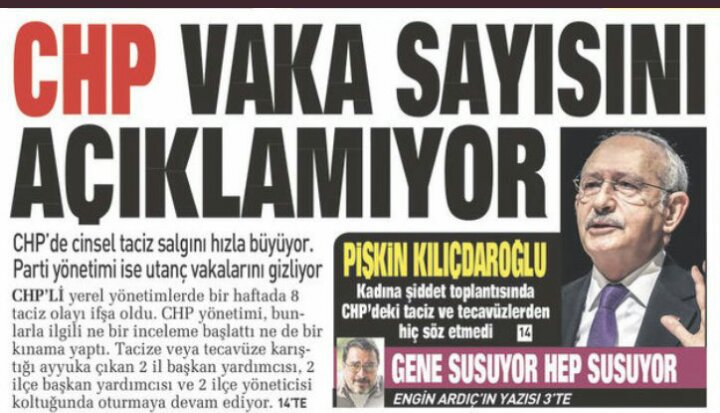 CHP VAKA SAYISINI
AÇIKLAMIYOR
CHP'de cinsel taciz salgını hızla büyüyor.
Parti yönetimi ise utanç vakalarını gizliyor
CHP'Lİ yerel yönetimlerde bir haftada 8
taciz olayı ifşa oldu. CHP yönetimi, bun-
larla ilgili ne bir inceleme başlattı ne de bir
kınama yaptı. Tacize veya tecavüze karış-
tığı ayyuka çıkan 2 il başkan yardımcısı, 2
ilçe başkan yardımcısı ve 2 ilçe yöneticisi
koltuğunda oturmaya devam ediyor. 14'TE
PİŞKİN KILIÇDAROĞLU
Kadına şiddet toplantısında
CHP'deki taciz ve tecavüzlerden
hiç söz etmedi 14
GENE SUSUYOR HEP SUSUYOR
ENGİN ARDIÇ'IN YAZISI 3'TE